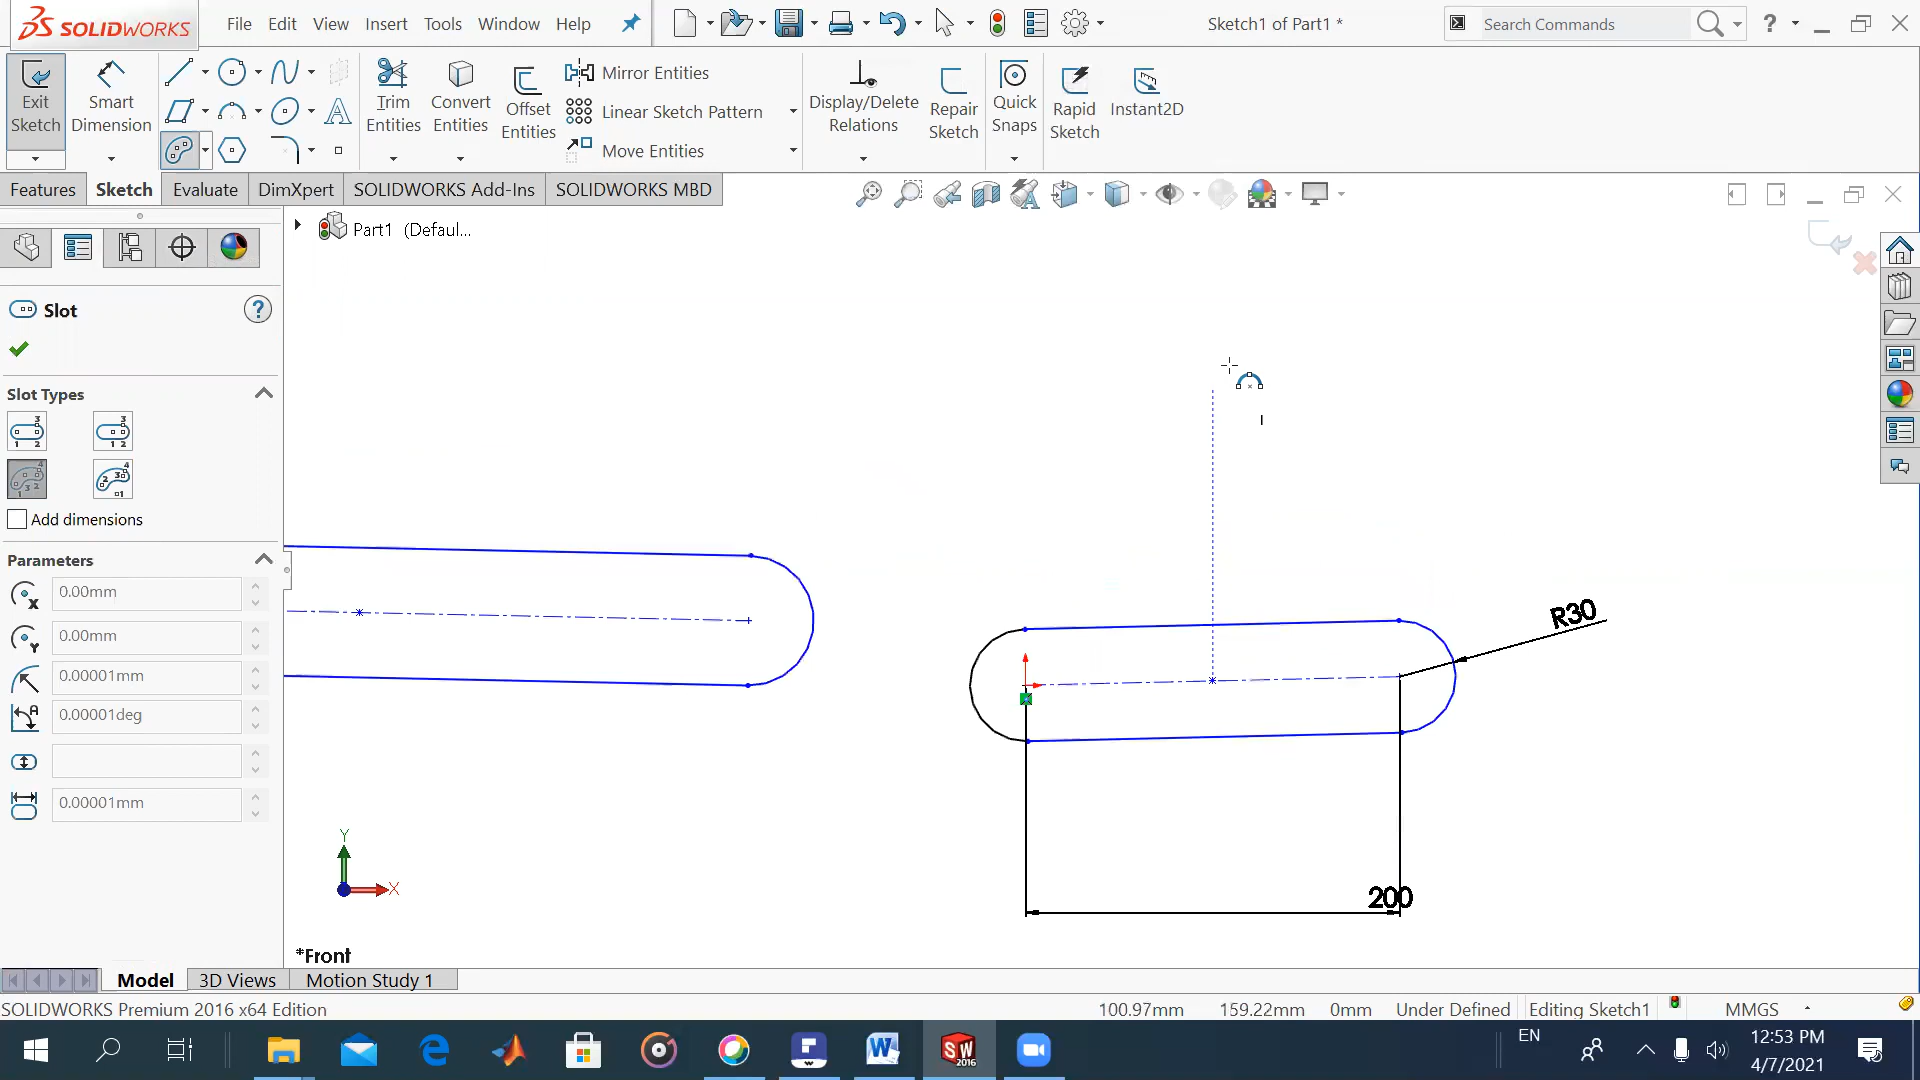 SOLIDWORKS File Edit View Insert Tools Window Help Sketch1 of Part1 * Search Commands ?
Exit Sketch
Smart Dimension
Trim Entities
Convert Entities
Offset Entities
Mirror Entities
Linear Sketch Pattern
Move Entities
Display/Delete Relations
Repair Sketch
Quick Snaps
Rapid Sketch
Instant2D
Features Sketch Evaluate DimXpert SOLIDWORKS Add-Ins SOLIDWORKS MBD
Part1 (Defaul...
Slot ?
Slot Types
Add dimensions
Parameters
0.00mm
0.00mm
0.00001mm
0.00001deg
0.00001mm
R30
200
Y
X
*Front
Model 3D Views Motion Study 1
SOLIDWORKS Premium 2016 x64 Edition 100.97mm 159.22mm 0mm Under Defined Editing Sketch1 MMGS
EN 12:53 PM
4/7/2021